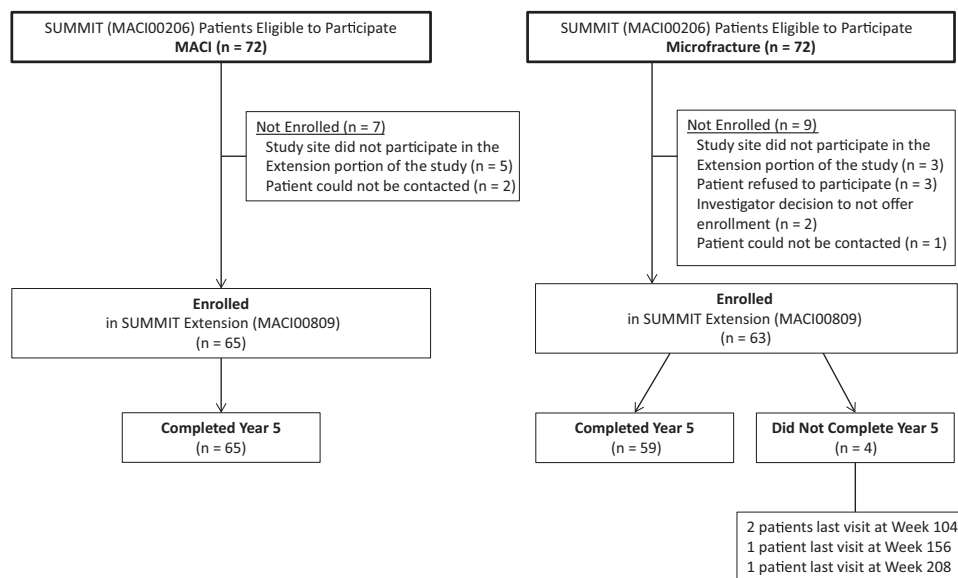 SUMMIT (MACI00206) Patients Eligible to Participate
MACI (n = 72)
SUMMIT (MACI00206) Patients Eligible to Participate
Microfracture (n = 72)
Not Enrolled (n = 7)
Study site did not participate in the
Extension portion of the study (n = 5)
Patient could not be contacted (n = 2)
Not Enrolled (n = 9)
Study site did not participate in the
Extension portion of the study (n = 3)
Patient refused to participate (n = 3)
Investigator decision to not offer
enrollment (n = 2)
Patient could not be contacted (n = 1)
Enrolled
in SUMMIT Extension (MACI00809)
(n = 65)
Enrolled
in SUMMIT Extension (MACI00809)
(n = 63)
Completed Year 5
(n = 65)
Completed Year 5
(n = 59)
Did Not Complete Year 5
(n = 4)
2 patients last visit at Week 104
1 patient last visit at Week 156
1 patient last visit at Week 208